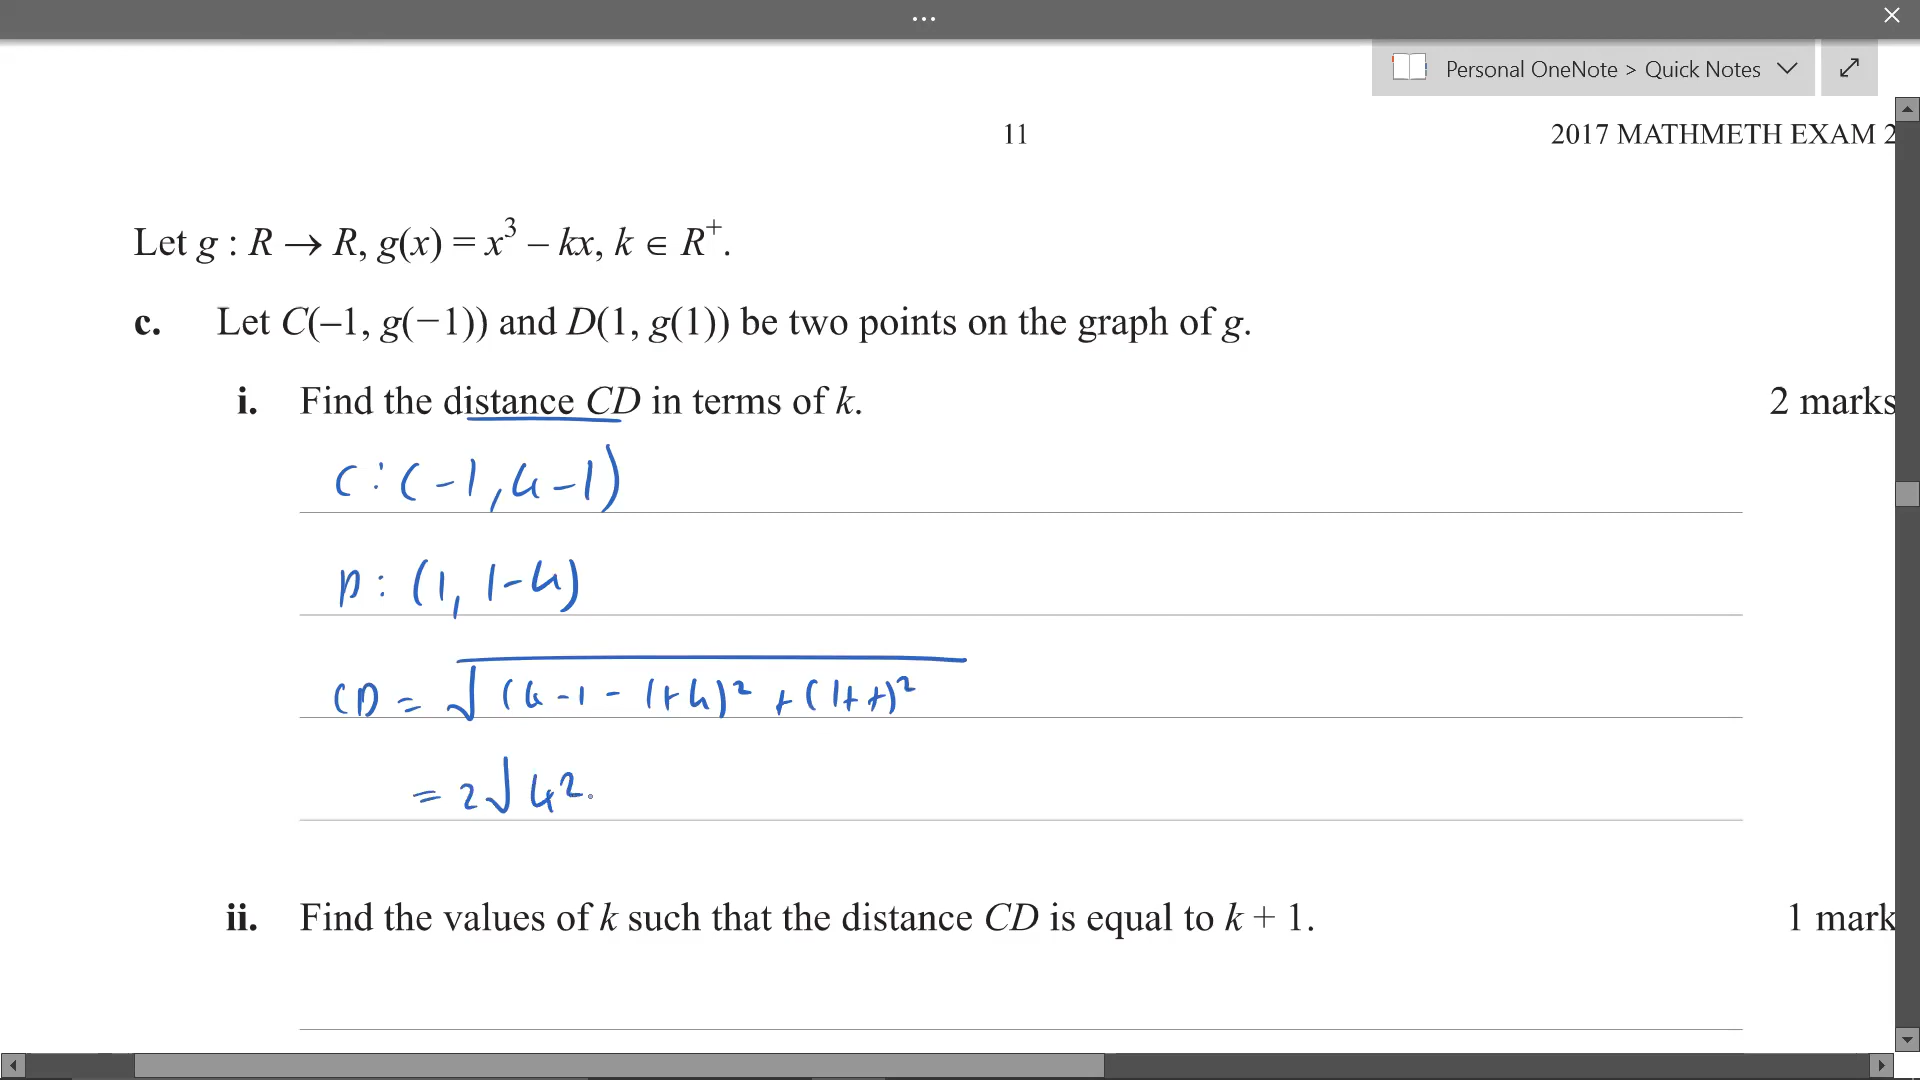 Personal OneNote > Quick Notes
11
2017 MATHMETH EXAM 2
Let g : R → R, g(x) = x³ – kx, k ∈ R⁺.
c. Let C(–1, g(−1)) and D(1, g(1)) be two points on the graph of g.
i. Find the distance CD in terms of k. 2 marks
C : (-1, k-1)
D : (1, 1-k)
CD = √(k-1-1+k)² + (1+1)²
= 2√k².
ii. Find the values of k such that the distance CD is equal to k + 1. 1 mark